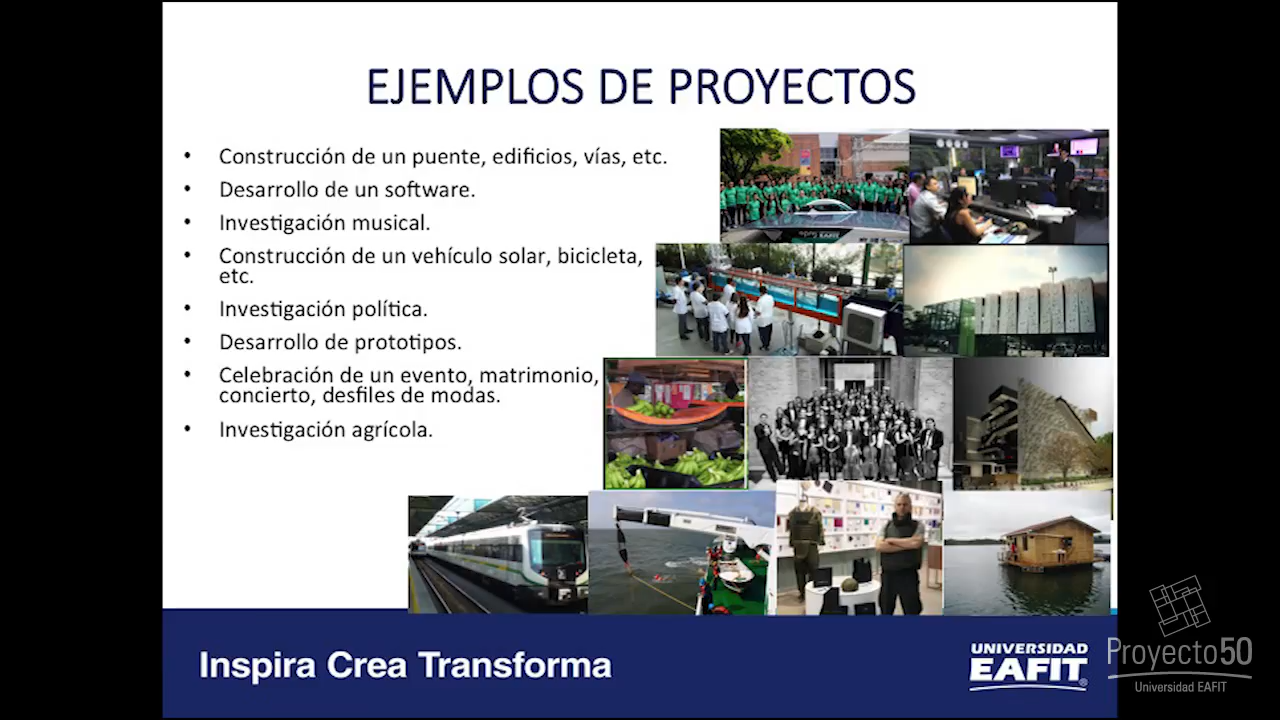 EJEMPLOS DE PROYECTOS
• Construcción de un puente, edificios, vías, etc.
• Desarrollo de un software.
• Investigación musical.
• Construcción de un vehículo solar, bicicleta,
etc.
• Investigación política.
• Desarrollo de prototipos.
• Celebración de un evento, matrimonio,
concierto, desfiles de modas.
• Investigación agrícola.
EAFIT
Inspira Crea Transforma
UNIVERSIDAD
EAFIT®
Proyecto50
Universidad EAFIT